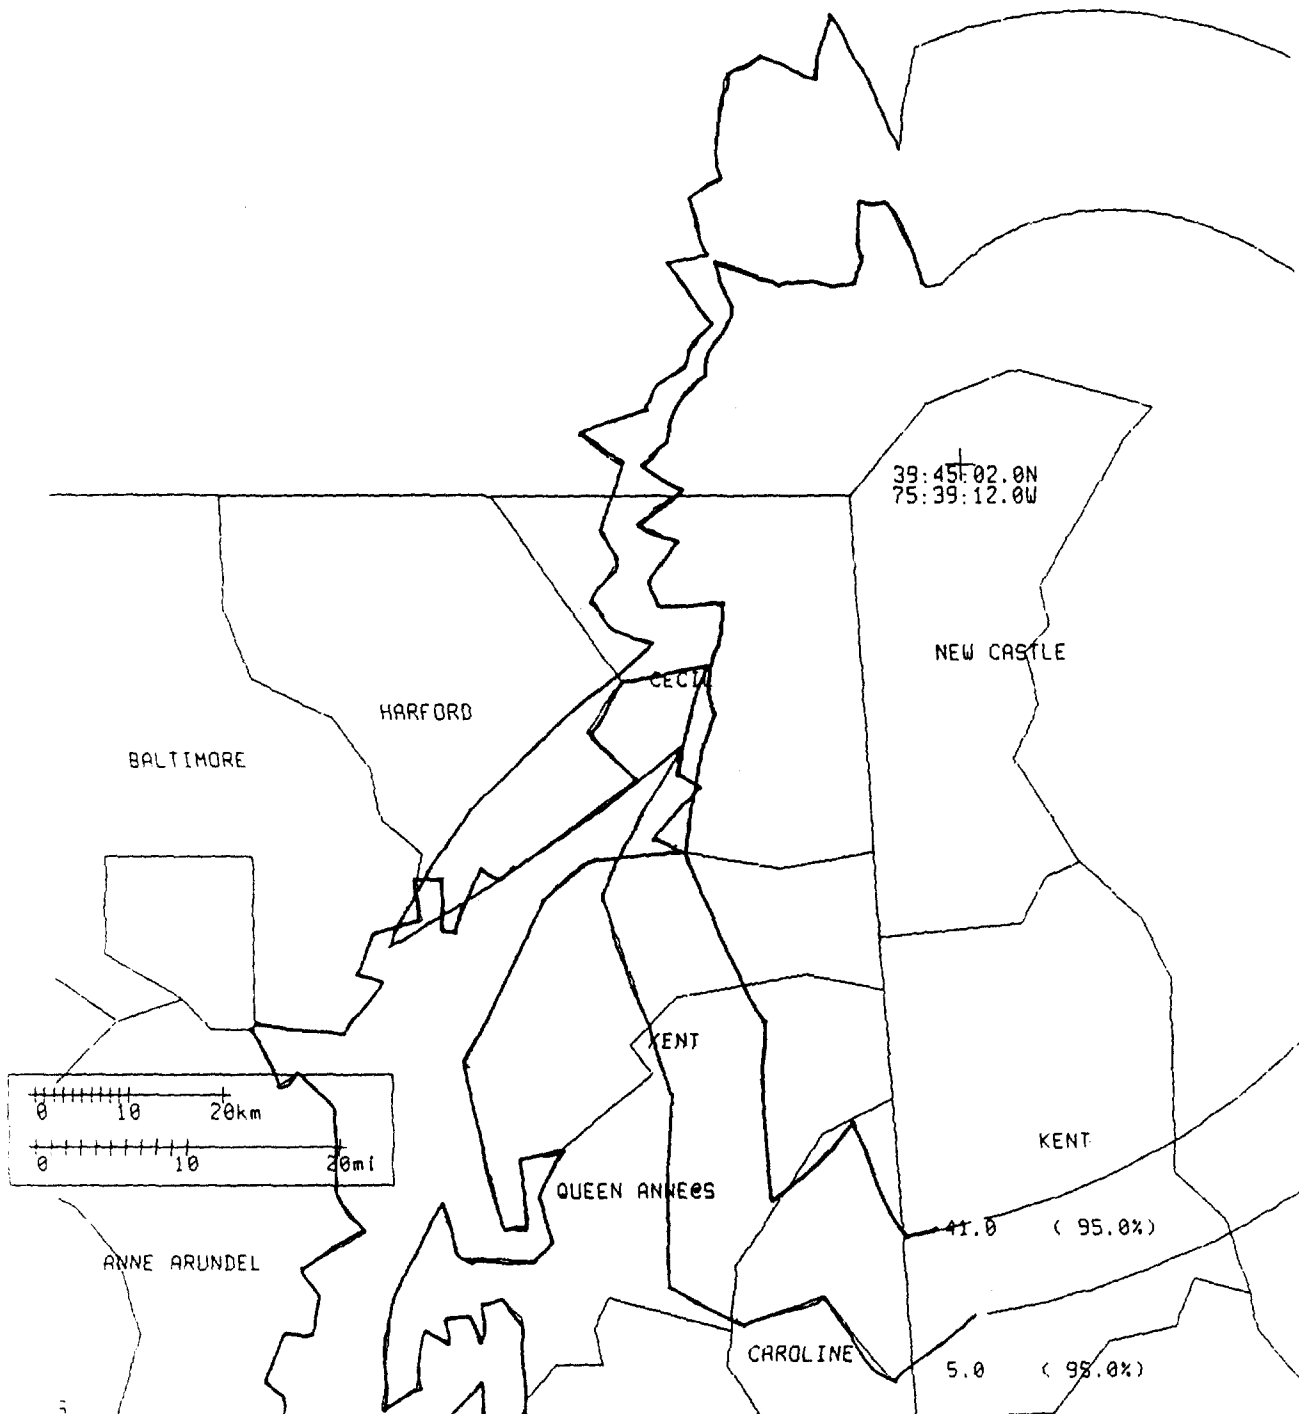 39:45:02.0N
75:39:12.0W
NEW CASTLE
CECIL
HARFORD
BALTIMORE
KENT
0 10 20km
KENT
0 10 20mi
QUEEN ANNE@S
41.0 ( 95.0%)
ANNE ARUNDEL
CAROLINE
5.0 ( 95.0%)